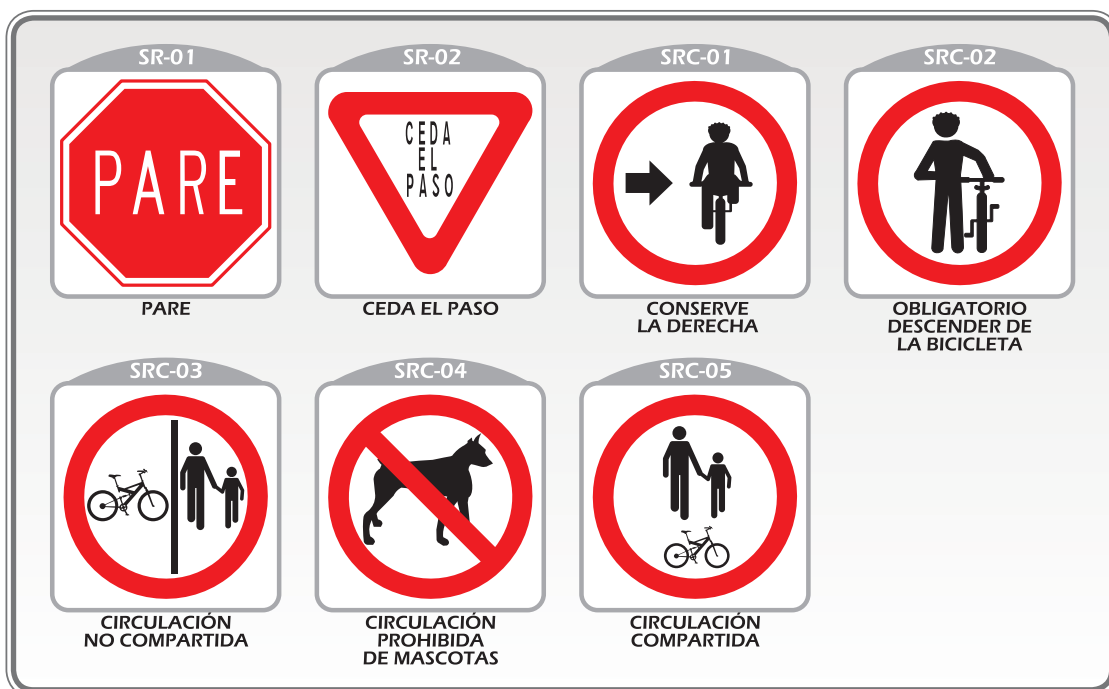 SR-01
PARE
PARE
SR-02
CEDA
EL
PASO
CEDA EL PASO
SRC-01
CONSERVE
LA DERECHA
SRC-02
OBLIGATORIO
DESCENDER DE
LA BICICLETA
SRC-03
CIRCULACIÓN
NO COMPARTIDA
SRC-04
CIRCULACIÓN
PROHIBIDA
DE MASCOTAS
SRC-05
CIRCULACIÓN
COMPARTIDA